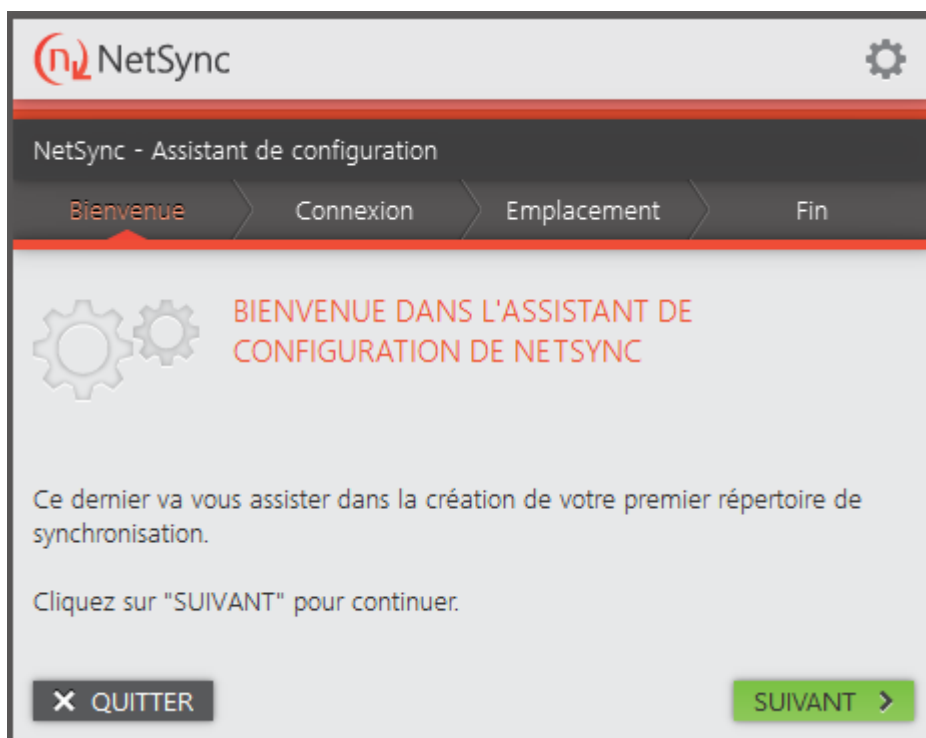 NetSync
NetSync - Assistant de configuration
Bienvenue Connexion Emplacement Fin
BIENVENUE DANS L'ASSISTANT DE
CONFIGURATION DE NETSYNC
Ce dernier va vous assister dans la création de votre premier répertoire de
synchronisation.
Cliquez sur "SUIVANT" pour continuer.
QUITTER SUIVANT